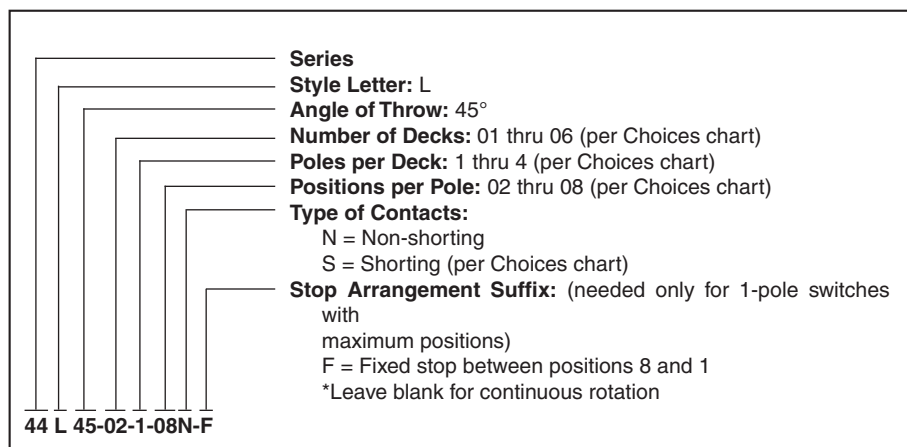 Series
Style Letter: L
Angle of Throw: 45°
Number of Decks: 01 thru 06 (per Choices chart)
Poles per Deck: 1 thru 4 (per Choices chart)
Positions per Pole: 02 thru 08 (per Choices chart)
Type of Contacts:
N = Non-shorting
S = Shorting (per Choices chart)
Stop Arrangement Suffix: (needed only for 1-pole switches
with
maximum positions)
F = Fixed stop between positions 8 and 1
*Leave blank for continuous rotation
44 L 45-02-1-08N-F